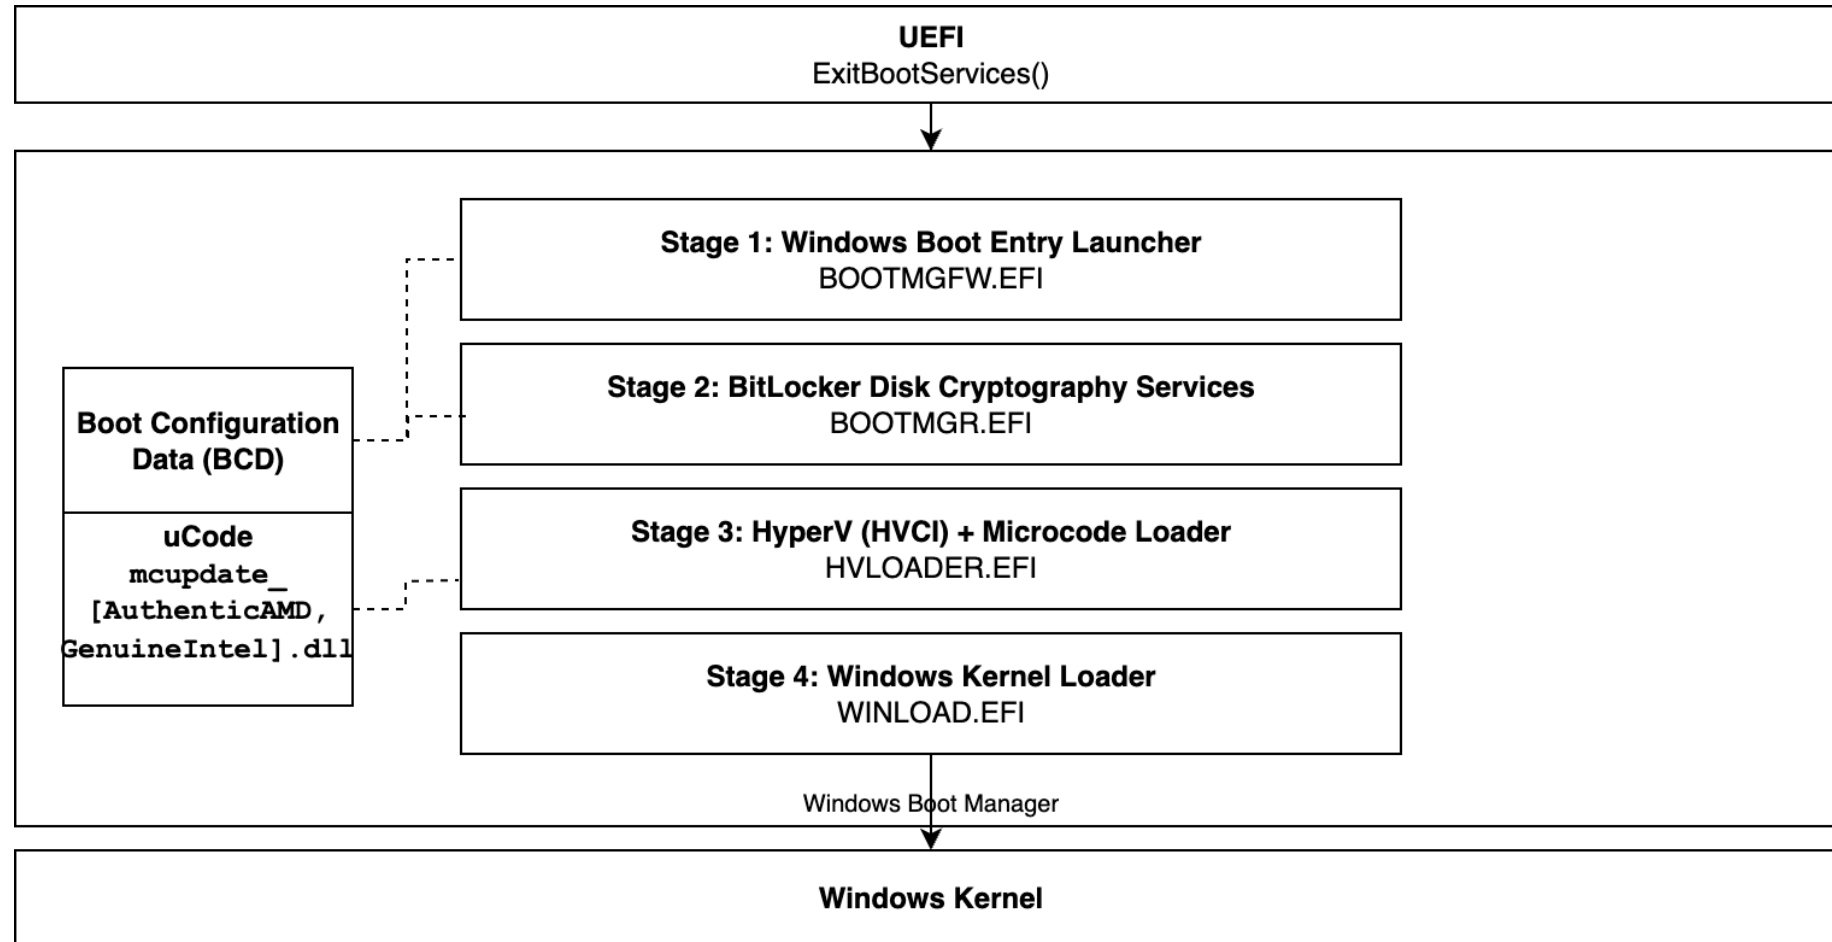 UEFI
ExitBootServices()
Stage 1: Windows Boot Entry Launcher
BOOTMGFW.EFI
Stage 2: BitLocker Disk Cryptography Services
BOOTMGR.EFI
Boot Configuration
Data (BCD)
uCode
mcupdate_
[AuthenticAMD,
GenuineIntel].dll
Stage 3: HyperV (HVCI) + Microcode Loader
HVLOADER.EFI
Stage 4: Windows Kernel Loader
WINLOAD.EFI
Windows Boot Manager
Windows Kernel